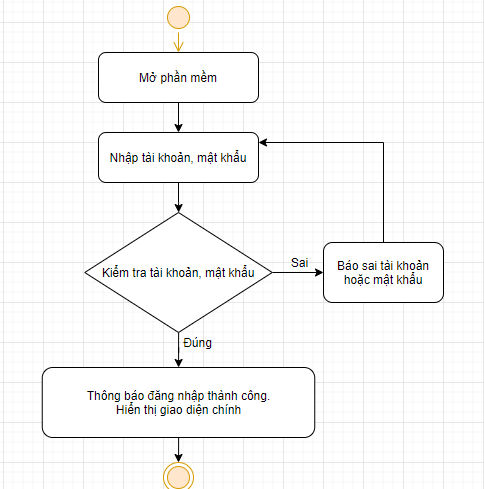 Mở phần mềm
Nhập tài khoản, mật khẩu
Kiểm tra tài khoản, mật khẩu
Sai
Báo sai tài khoản
hoặc mật khẩu
Đúng
Thông báo đăng nhập thành công.
Hiển thị giao diện chính